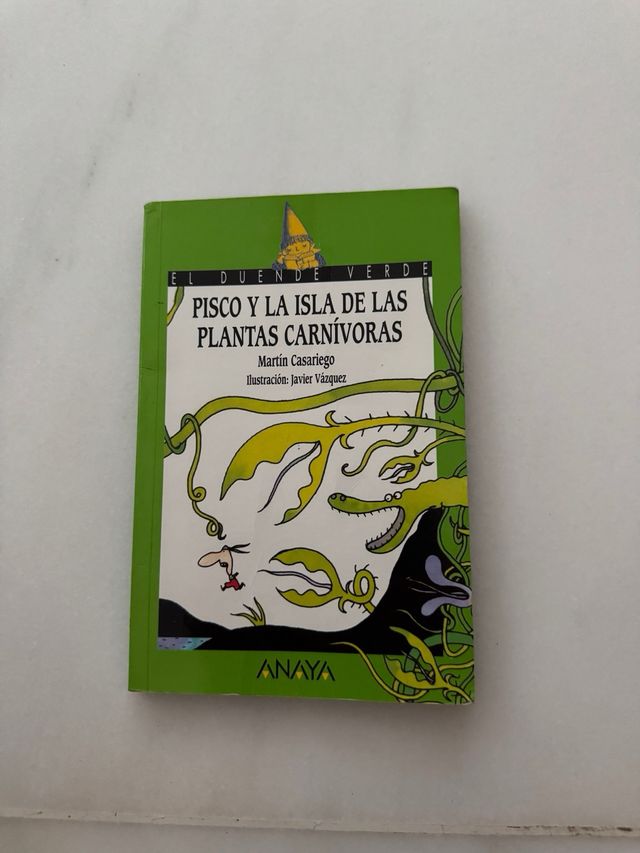 EL DUENDE VERDE
PISCO Y LA ISLA DE LAS
PLANTAS CARNÍVORAS
Martín Casariego
Ilustración: Javier Vázquez
ANAYA